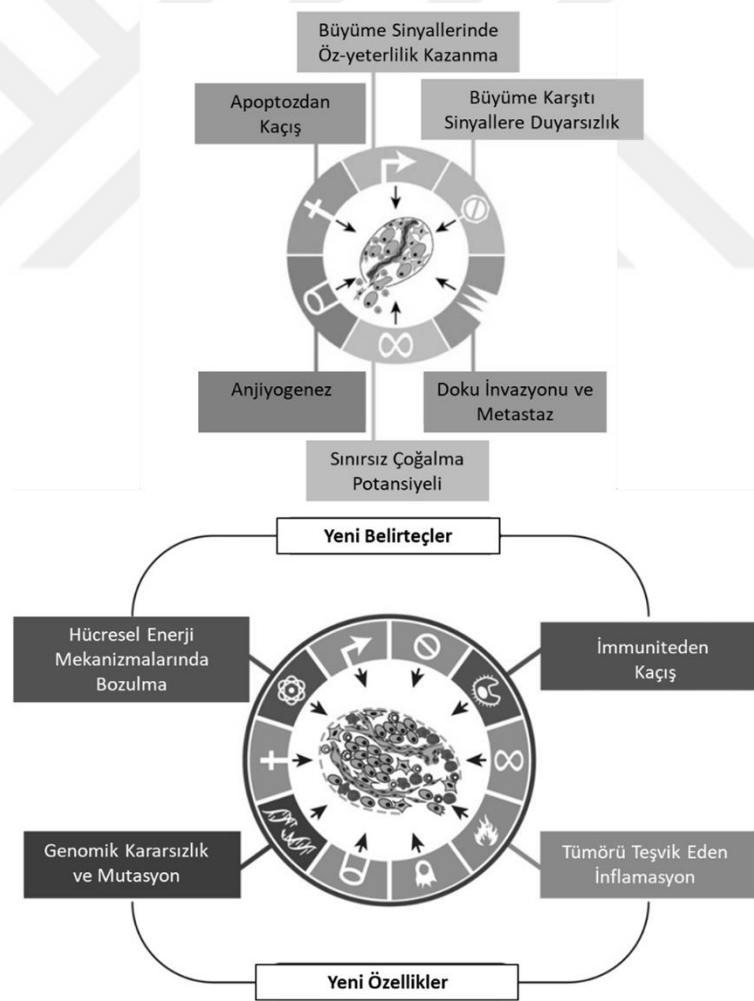 Büyüme Sinyallerinde
Öz-yeterlilik Kazanma
Apoptozdan
Kaçış
Büyüme Karşıtı
Sinyallere Duyarsızlık
Anjiyogenez
Doku İnvazyonu ve
Metastaz
Sınırsız Çoğalma
Potansiyeli
Yeni Belirteçler
Hücresel Enerji
Mekanizmalarında
Bozulma
İmmuniteden
Kaçış
Genomik Kararsızlık
ve Mutasyon
Tümörü Teşvik Eden
İnflamasyon
Yeni Özellikler